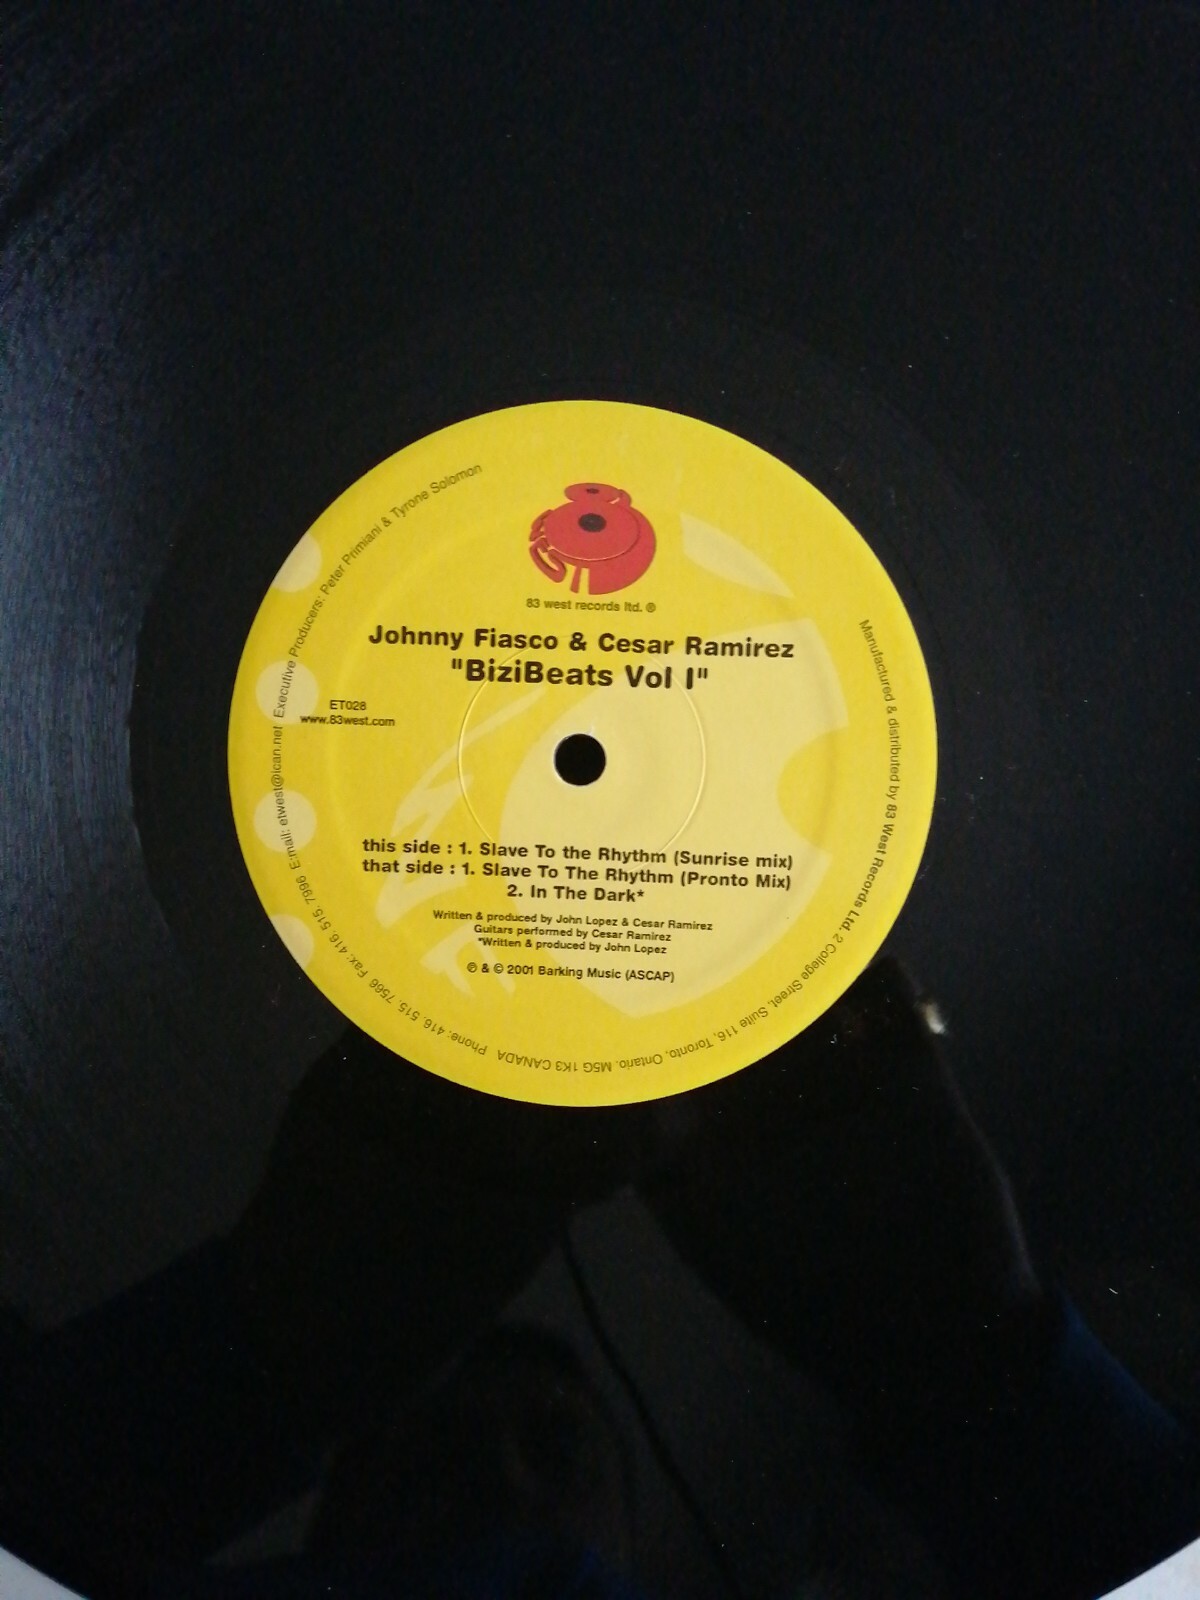 83 west records ltd. ®
Johnny Fiasco & Cesar Ramirez
"BiziBeats Vol I"
ET028
www.83west.com
this side : 1. Slave To the Rhythm (Sunrise mix)
that side : 1. Slave To The Rhythm (Pronto Mix)
2. In The Dark*
Written & produced by John Lopez & Cesar Ramirez
Guitars performed by Cesar Ramirez
*Written & produced by John Lopez
℗ & © 2001 Barking Music (ASCAP)
Manufactured & distributed by 83 West Records Ltd. 2 College Street, Suite 116, Toronto, Ontario. M5G 1K3 CANADA Phone: 416. 515. 7566 Fax: 416. 515. 7996 E:mail: etwest@ican.net Executive Producers: Peter Primiani & Tyrone Solomon